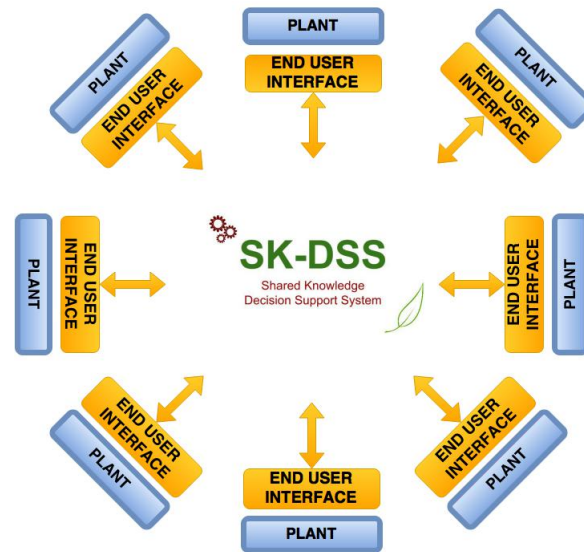 PLANT
END USER
INTERFACE
PLANT
END USER
INTERFACE
PLANT
END USER
INTERFACE
PLANT
END USER
INTERFACE
SK-DSS
Shared Knowledge
Decision Support System
END USER
INTERFACE
PLANT
END USER
INTERFACE
PLANT
END USER
INTERFACE
PLANT
END USER
INTERFACE
PLANT